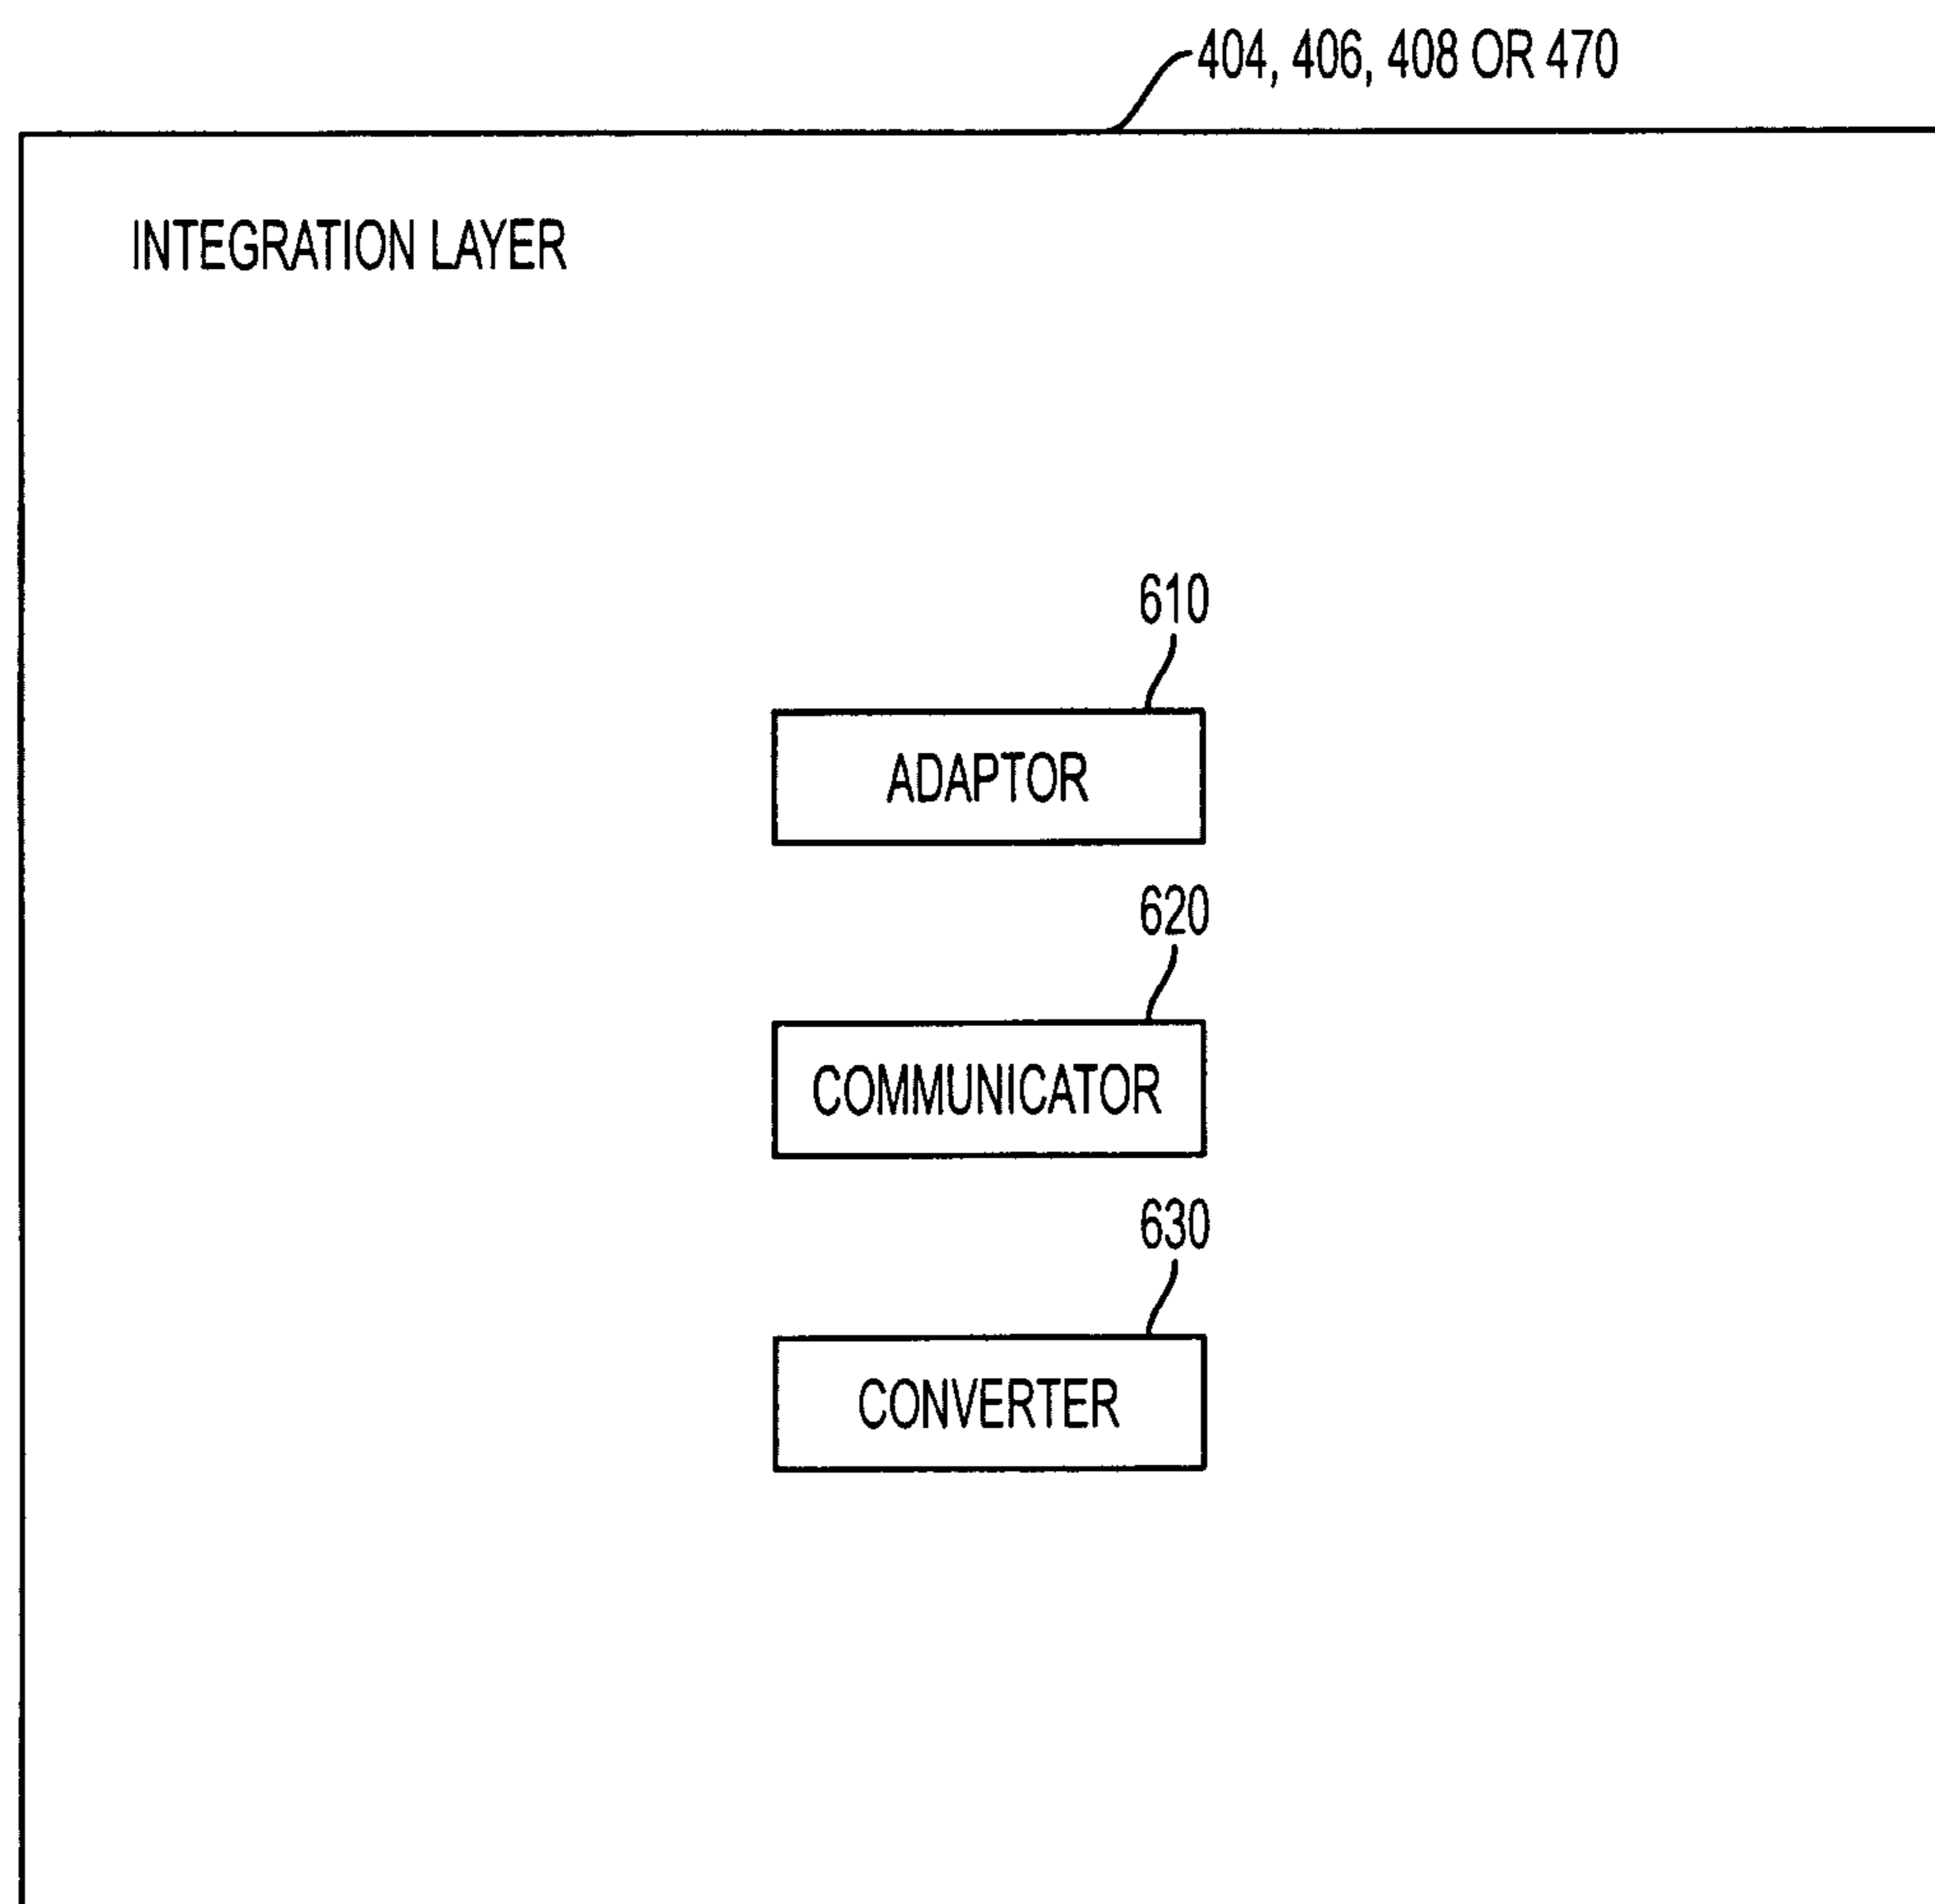 404, 406, 408 OR 470
INTEGRATION LAYER
610
ADAPTOR
620
COMMUNICATOR
630
CONVERTER